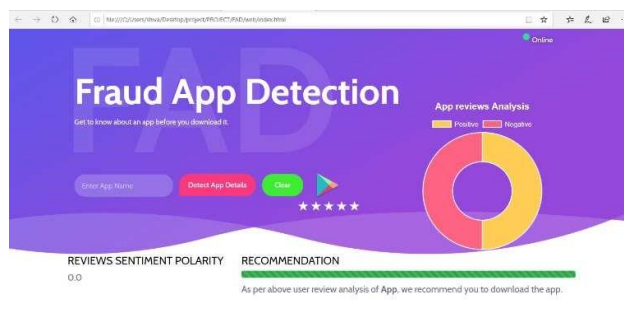 file:///C:/Users/shiva/Desktop/project/PROJECT/FAD/web/index.html
Online
FAD
Fraud App Detection
Get to know about an app before you download it.
App reviews Analysis
Positive Negative
Enter App Name
Detect App Details
Clear
REVIEWS SENTIMENT POLARITY
0.0
RECOMMENDATION
As per above user review analysis of App, we recommend you to download the app.